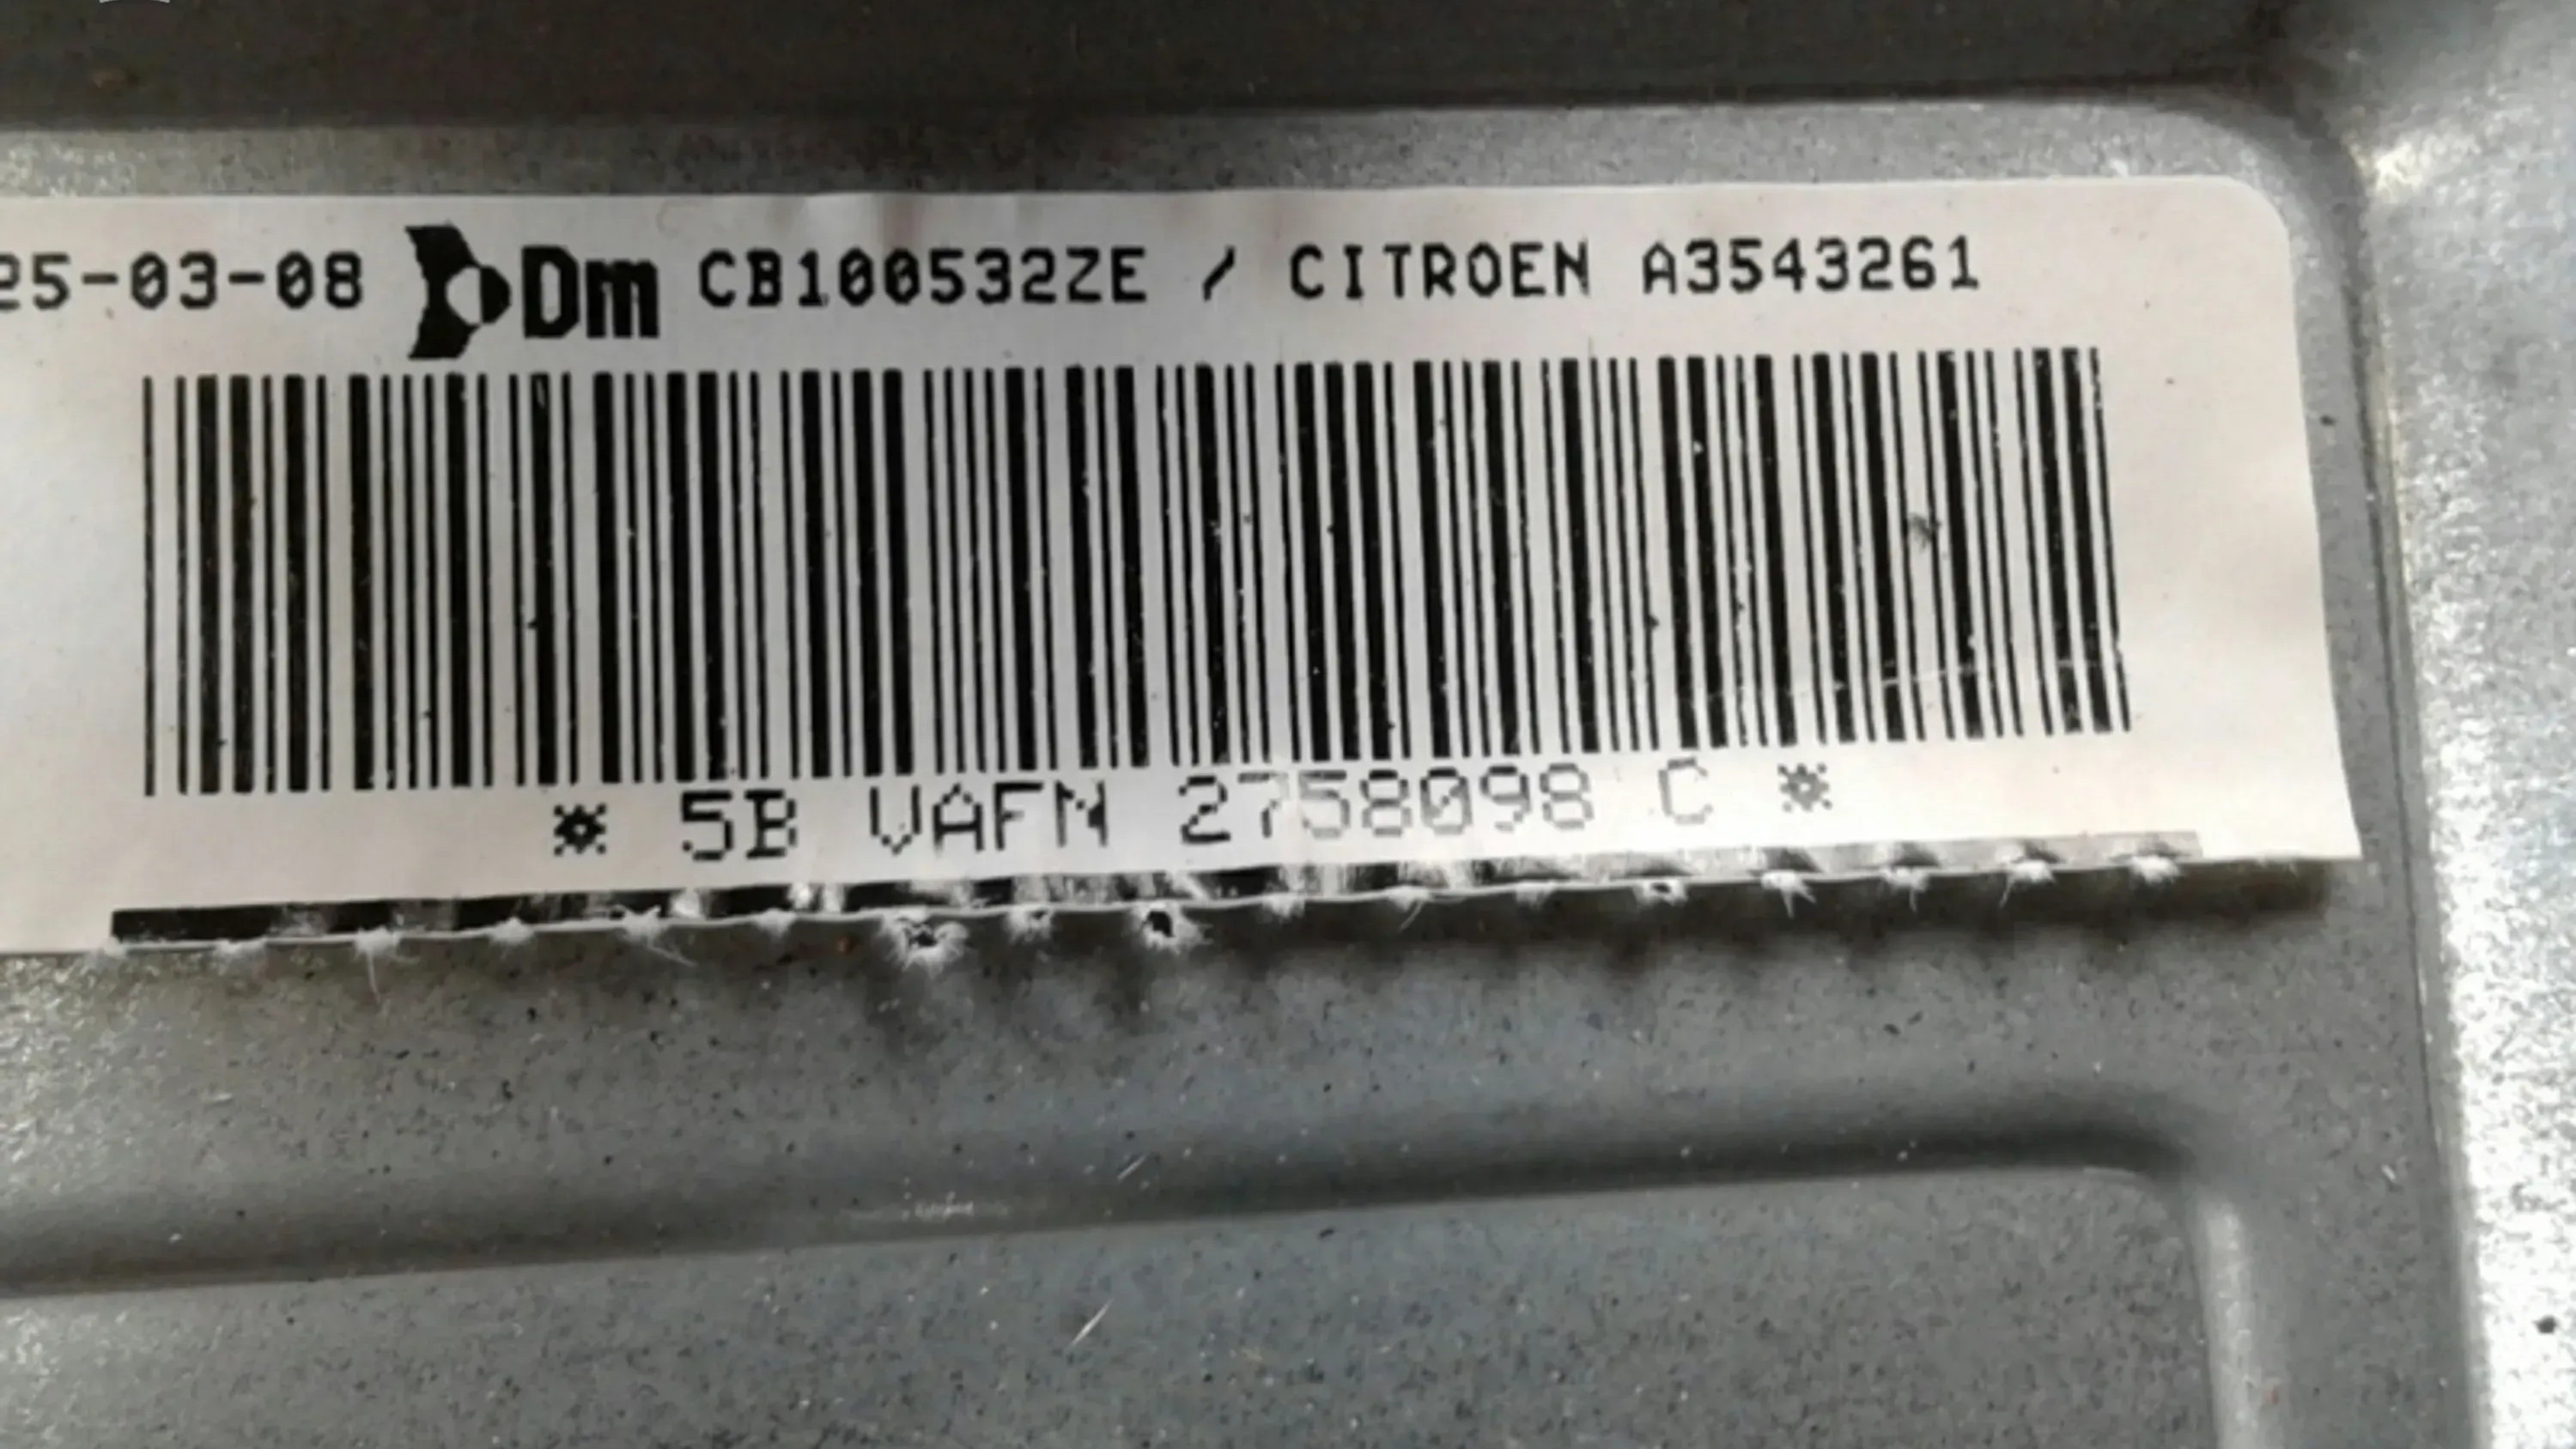 25-03-08 Dm CB100532ZE / CITROEN A3543261
* 5B VAFN 2758098 C *